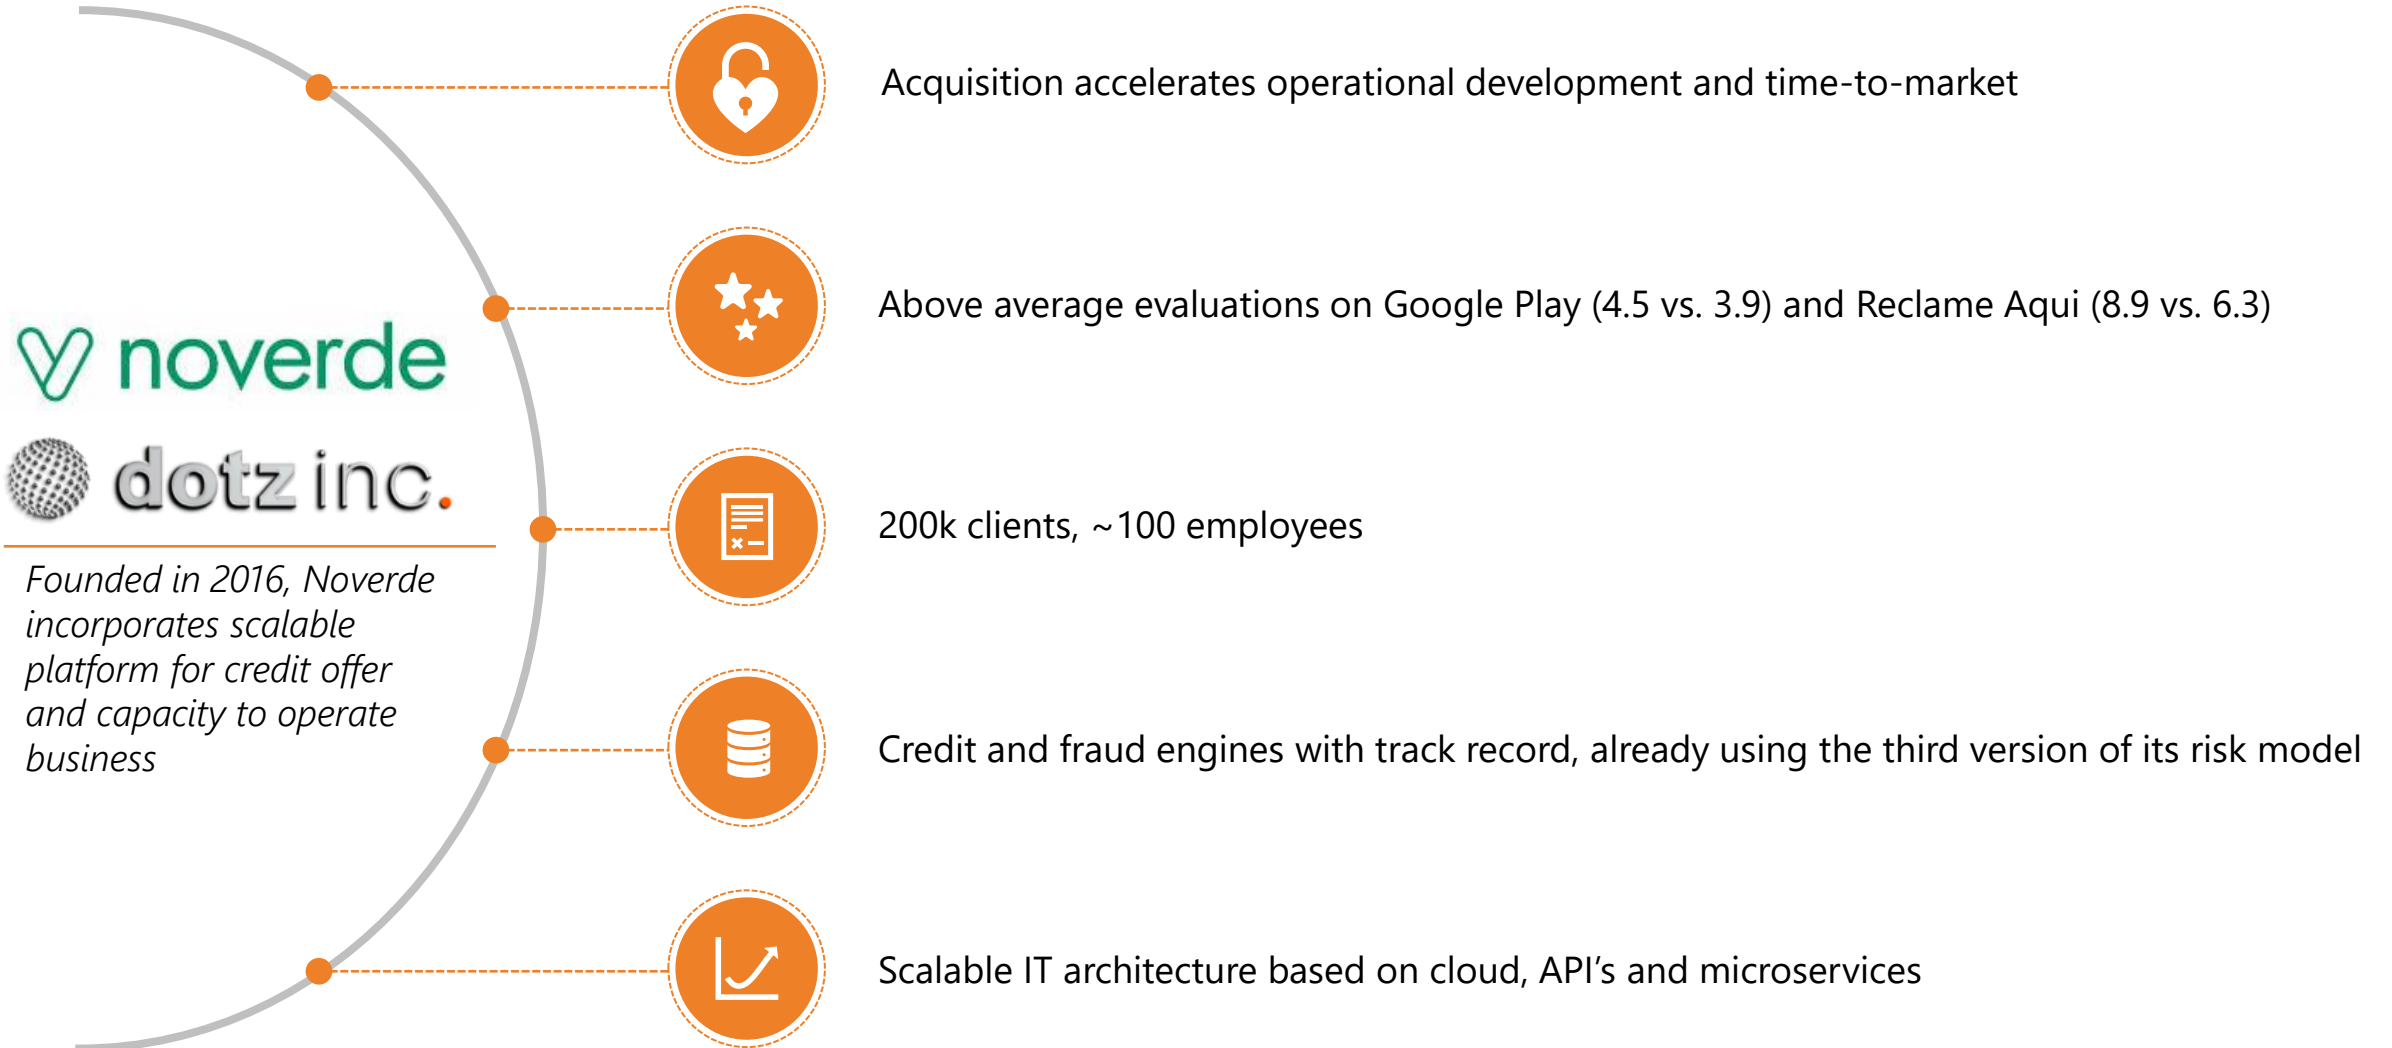 noverde
dotz inc.
Founded in 2016, Noverde
incorporates scalable
platform for credit offer
and capacity to operate
business
Acquisition accelerates operational development and time-to-market
Above average evaluations on Google Play (4.5 vs. 3.9) and Reclame Aqui (8.9 vs. 6.3)
200k clients, ~100 employees
Credit and fraud engines with track record, already using the third version of its risk model
Scalable IT architecture based on cloud, API’s and microservices